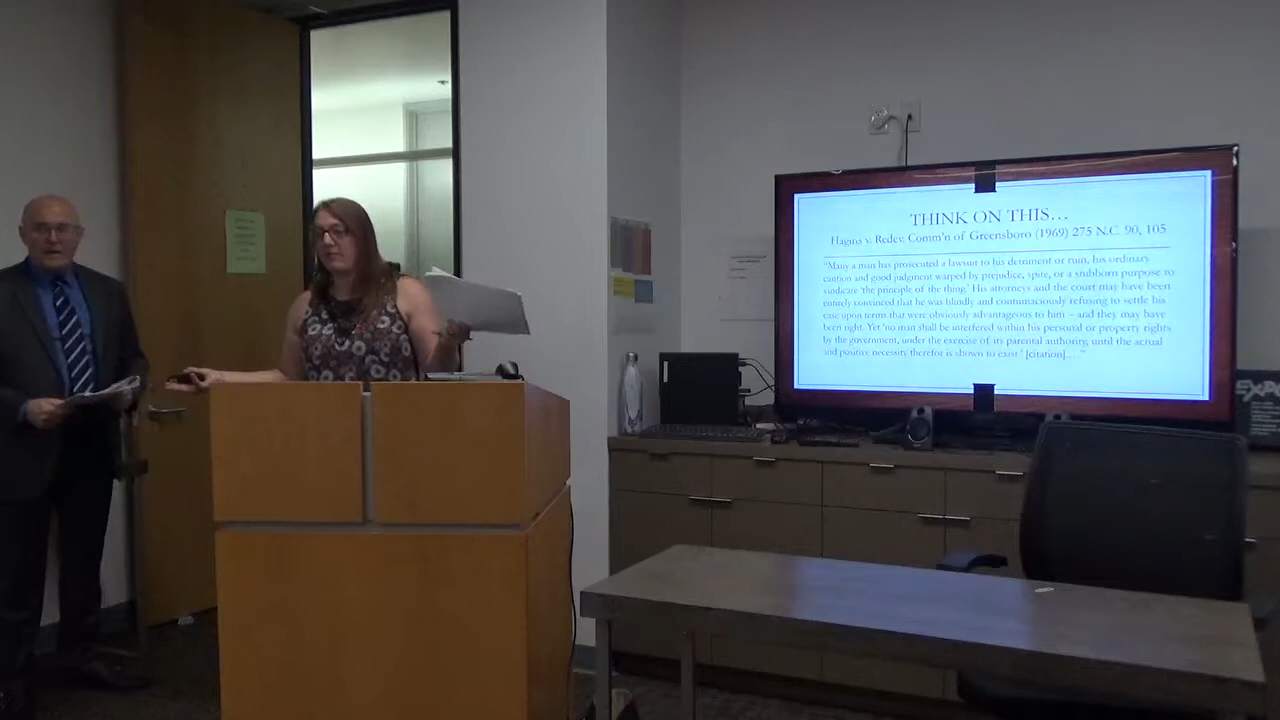 THINK ON THIS…
Hagins v. Redev. Comm'n of Greensboro (1969) 275 N.C. 90, 105
"Many a man has prosecuted a lawsuit to his detriment or ruin, his ordinary
caution and good judgment warped by prejudice, spite, or a stubborn purpose to
vindicate 'the principle of the thing.' His attorneys and the court may have been
entirely convinced that he was blindly and contumaciously refusing to settle his
case upon terms that were obviously advantageous to him – and they may have
been right. Yet 'no man shall be interfered within his personal or property rights
by the government, under the exercise of its parental authority, until the actual
and positive necessity therefor is shown to exist.' [citation]…."